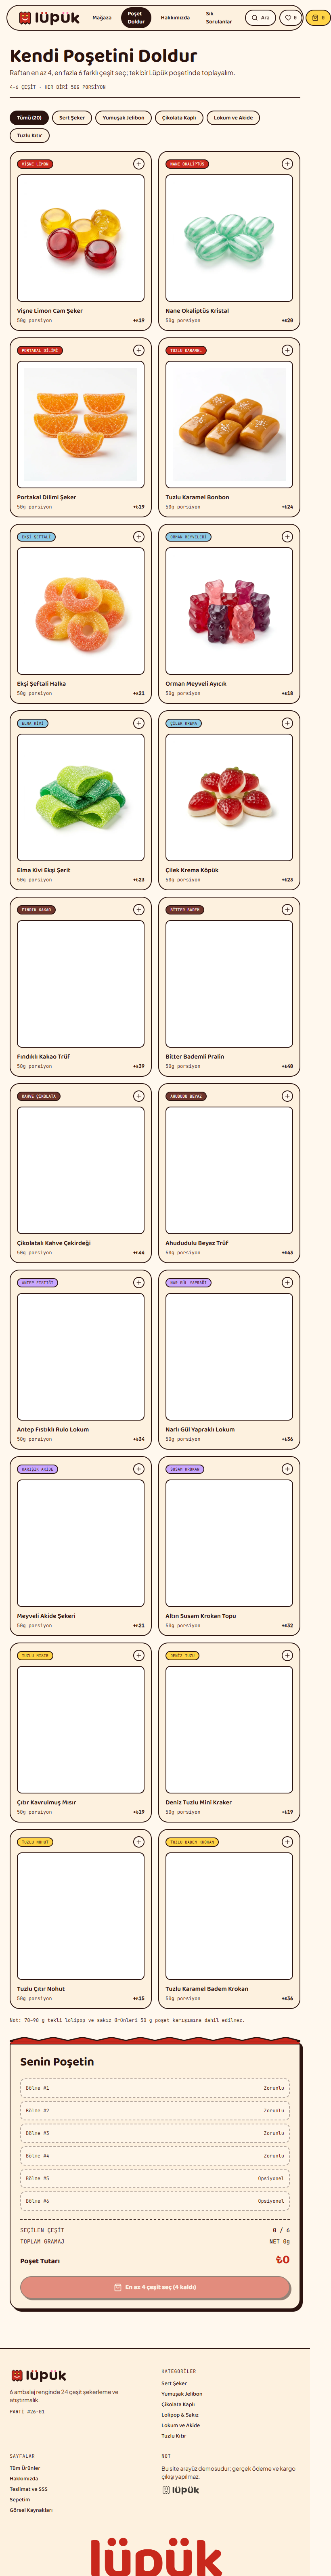 lüpük
Mağaza
Poşet Doldur
Hakkımızda
Sık Sorulanlar
Ara
0
0
Kendi Poşetini Doldur
Raftan en az 4, en fazla 6 farklı çeşit seç; tek bir Lüpük poşetinde toplayalım.
4–6 ÇEŞİT · HER BİRİ 50G PORSİYON
Tümü (20)
Sert Şeker
Yumuşak Jelibon
Çikolata Kaplı
Lokum ve Akide
Tuzlu Kıtır
VİŞNE LİMON
Vişne Limon Cam Şeker
50g porsiyon
+₺19
NANE OKALİPTÜS
Nane Okaliptüs Kristal
50g porsiyon
+₺20
PORTAKAL DİLİMİ
Portakal Dilimi Şeker
50g porsiyon
+₺19
TUZLU KARAMEL
Tuzlu Karamel Bonbon
50g porsiyon
+₺24
EKŞİ ŞEFTALİ
Ekşi Şeftali Halka
50g porsiyon
+₺21
ORMAN MEYVELERİ
Orman Meyveli Ayıcık
50g porsiyon
+₺18
ELMA KİVİ
Elma Kivi Ekşi Şerit
50g porsiyon
+₺23
ÇİLEK KREMA
Çilek Krema Köpük
50g porsiyon
+₺23
FINDIK KAKAO
Fındıklı Kakao Trüf
50g porsiyon
+₺39
BİTTER BADEM
Bitter Bademli Pralin
50g porsiyon
+₺40
KAHVE ÇİKOLATA
Çikolatalı Kahve Çekirdeği
50g porsiyon
+₺44
AHUDUDU BEYAZ
Ahududulu Beyaz Trüf
50g porsiyon
+₺43
ANTEP FISTIĞI
Antep Fıstıklı Rulo Lokum
50g porsiyon
+₺34
NAR GÜL YAPRAĞI
Narlı Gül Yapraklı Lokum
50g porsiyon
+₺36
KARIŞIK AKİDE
Meyveli Akide Şekeri
50g porsiyon
+₺21
SUSAM KROKAN
Altın Susam Krokan Topu
50g porsiyon
+₺32
TUZLU MISIR
Çıtır Kavrulmuş Mısır
50g porsiyon
+₺19
DENİZ TUZU
Deniz Tuzlu Mini Kraker
50g porsiyon
+₺19
TUZLU NOHUT
Tuzlu Çıtır Nohut
50g porsiyon
+₺15
TUZLU BADEM KROKAN
Tuzlu Karamel Badem Krokan
50g porsiyon
+₺36
Not: 70–90 g tekli lolipop ve sakız ürünleri 50 g poşet karışımına dahil edilmez.
Senin Poşetin
Bölme #1 Zorunlu
Bölme #2 Zorunlu
Bölme #3 Zorunlu
Bölme #4 Zorunlu
Bölme #5 Opsiyonel
Bölme #6 Opsiyonel
SEÇİLEN ÇEŞİT 0 / 6
TOPLAM GRAMAJ NET 0g
Poşet Tutarı ₺0
En az 4 çeşit seç (4 kaldı)
lüpük
6 ambalaj renginde 24 çeşit şekerleme ve
atıştırmalık.
PARTİ #26-01
KATEGORİLER
Sert Şeker
Yumuşak Jelibon
Çikolata Kaplı
Lolipop & Sakız
Lokum ve Akide
Tuzlu Kıtır
SAYFALAR
Tüm Ürünler
Hakkımızda
Teslimat ve SSS
Sepetim
Görsel Kaynakları
NOT
Bu site arayüz demosudur; gerçek ödeme ve kargo
çıkışı yapılmaz.
lüpük
lüpük